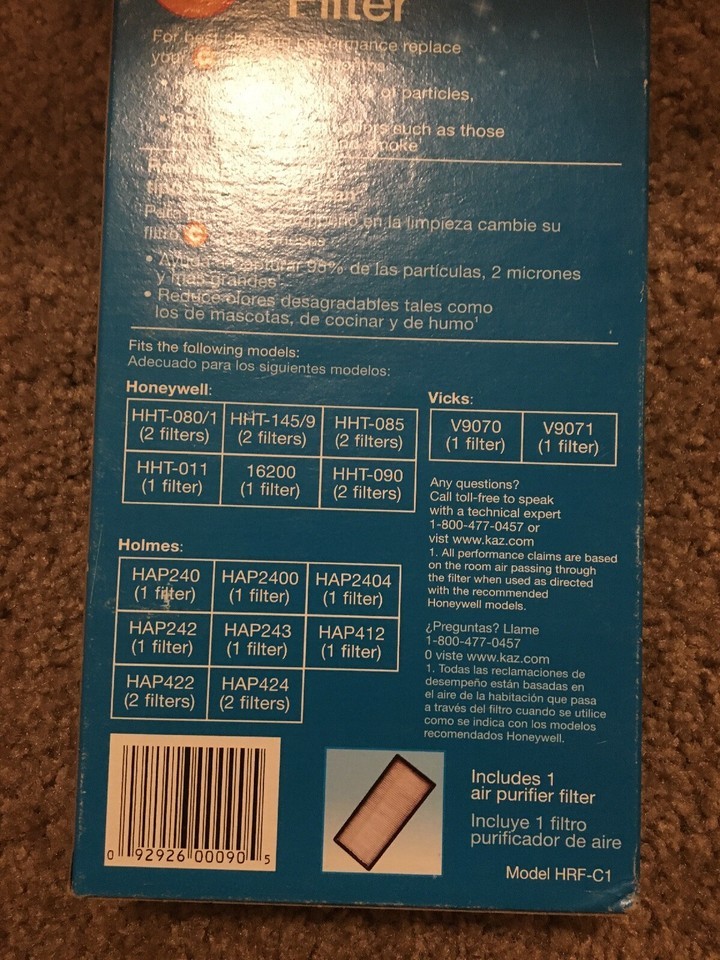 Filter
For best cleaning performance replace
your C
of particles,
such as those
smoke¹
Para en la limpieza cambie su
filtro C
capturar 95% de las partículas, 2 micrones
y más grandes¹
• Reduce olores desagradables tales como
los de mascotas, de cocinar y de humo¹
Fits the following models:
Adecuado para los siguientes modelos:
Honeywell:
HHT-080/1 HHT-145/9 HHT-085
(2 filters) (2 filters) (2 filters)
HHT-011 16200 HHT-090
(1 filter) (1 filter) (2 filters)
Vicks:
V9070 V9071
(1 filter) (1 filter)
Any questions?
Call toll-free to speak
with a technical expert
1-800-477-0457 or
vist www.kaz.com
1. All performance claims are based
on the room air passing through
the filter when used as directed
with the recommended
Honeywell models.
¿Preguntas? Llame
1-800-477-0457
0 viste www.kaz.com
1. Todas las reclamaciones de
desempeño están basadas en
el aire de la habitación que pasa
a través del filtro cuando se utilice
como se indica con los modelos
recomendados Honeywell.
Holmes:
HAP240 HAP2400 HAP2404
(1 filter) (1 filter) (1 filter)
HAP242 HAP243 HAP412
(1 filter) (1 filter) (1 filter)
HAP422 HAP424
(2 filters) (2 filters)
0 92926 00090 5
Includes 1
air purifier filter
Incluye 1 filtro
purificador de aire
Model HRF-C1